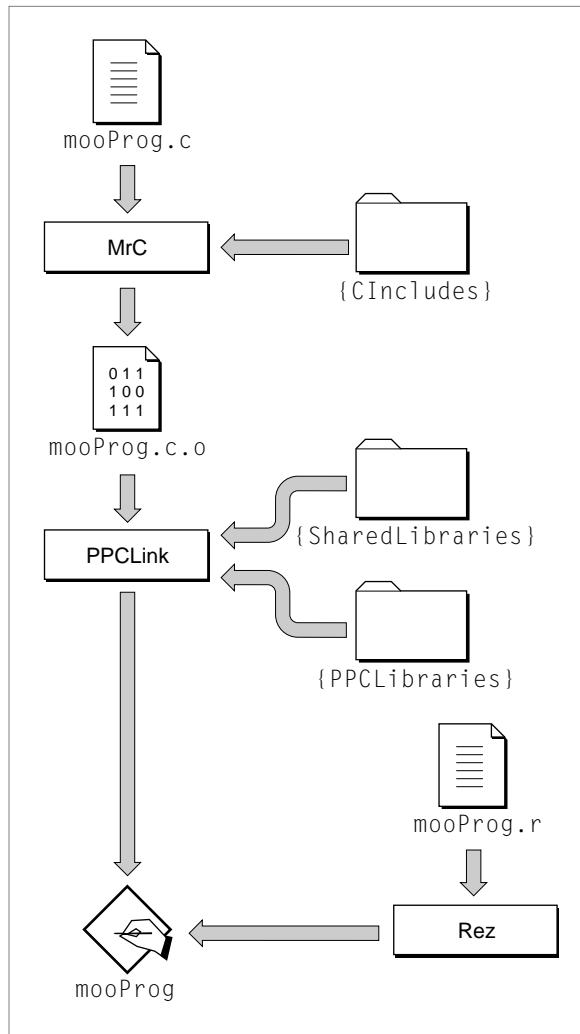 mooProg.c
MrC
{CIncludes}
011
100
111
mooProg.c.o
{SharedLibraries}
PPCLink
{PPCLibraries}
mooProg.r
Rez
mooProg